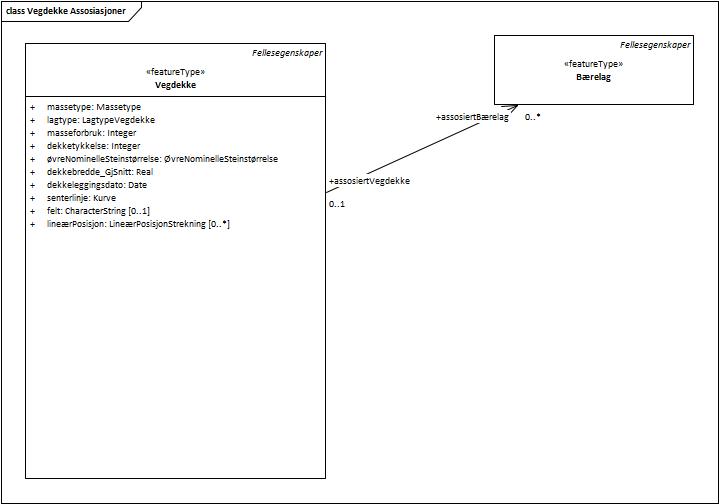 class Vegdekke Assosiasjoner
Fellesegenskaper
«featureType»
Vegdekke
+ massetype: Massetype
+ lagtype: LagtypeVegdekke
+ masseforbruk: Integer
+ dekketykkelse: Integer
+ øvreNominelleSteinstørrelse: ØvreNominelleSteinstørrelse
+ dekkebredde_GjSnitt: Real
+ dekkeleggingsdato: Date
+ senterlinje: Kurve
+ felt: CharacterString [0..1]
+ lineærPosisjon: LineærPosisjonStrekning [0..*]
Fellesegenskaper
«featureType»
Bærelag
+assosiertBærelag 0..*
+assosiertVegdekke
0..1